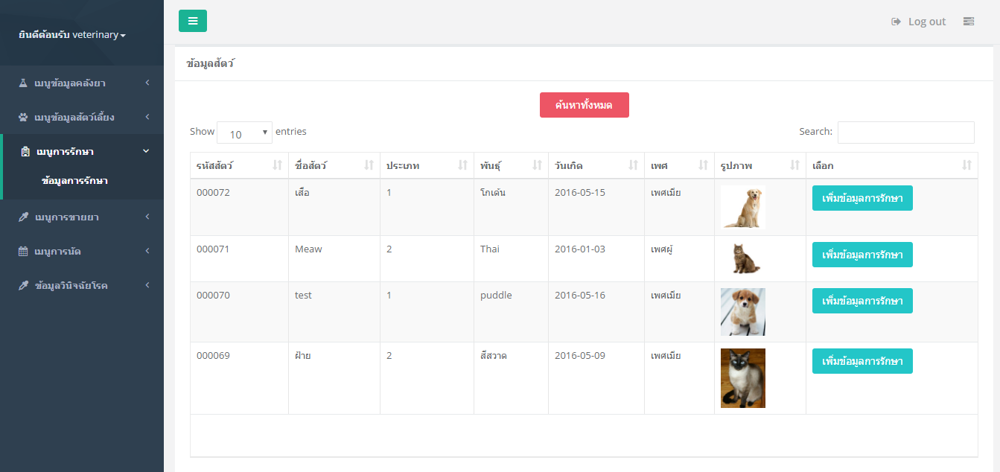 ยินดีต้อนรับ veterinary
Log out
เมนูข้อมูลคลังยา
เมนูข้อมูลสัตว์เลี้ยง
เมนูการรักษา
ข้อมูลการรักษา
เมนูการขายยา
เมนูการนัด
ข้อมูลวินิจฉัยโรค
ข้อมูลสัตว์
ค้นหาทั้งหมด
Show 10 entries
Search:
รหัสสัตว์ ชื่อสัตว์ ประเภท พันธุ์ วันเกิด เพศ รูปภาพ เลือก
000072 เสือ 1 โกเด้น 2016-05-15 เพศเมีย เพิ่มข้อมูลการรักษา
000071 Meaw 2 Thai 2016-01-03 เพศผู้ เพิ่มข้อมูลการรักษา
000070 test 1 puddle 2016-05-16 เพศเมีย เพิ่มข้อมูลการรักษา
000069 ฝ้าย 2 สีสวาด 2016-05-09 เพศเมีย เพิ่มข้อมูลการรักษา